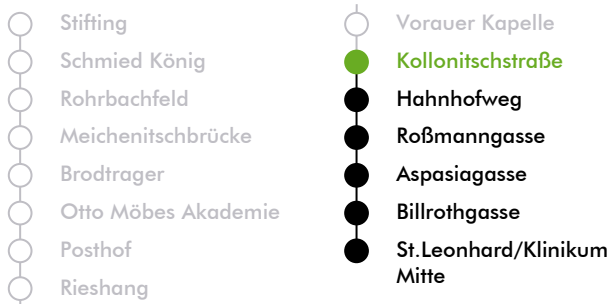 Stifting
Schmied König
Rohrbachfeld
Meichenitschbrücke
Brodtrager
Otto Möbes Akademie
Posthof
Rieshang
Vorauer Kapelle
Kollonitschstraße
Hahnhofweg
Roßmanngasse
Aspasiagasse
Billrothgasse
St.Leonhard/Klinikum
Mitte